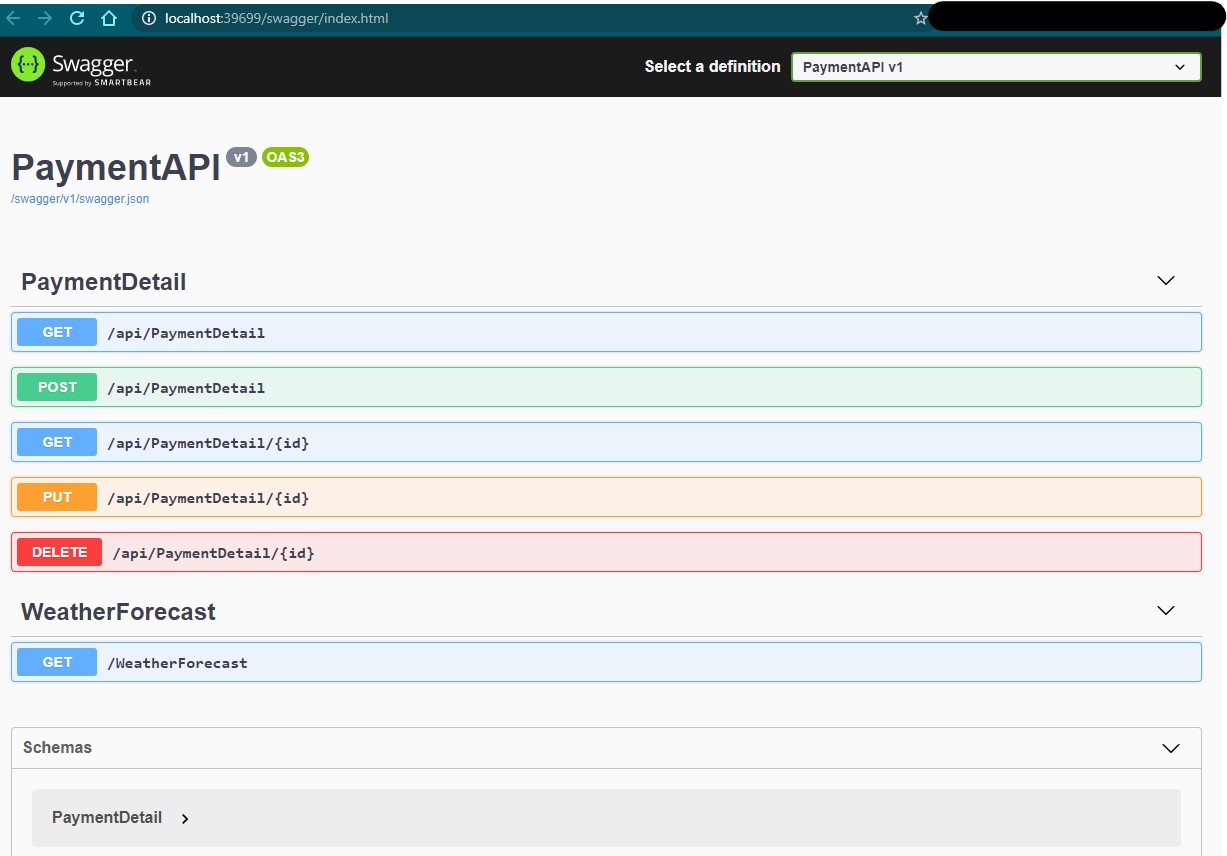 localhost:39699/swagger/index.html
{...} Swagger
Supported by SMARTBEAR
Select a definition
PaymentAPI v1
PaymentAPI v1 OAS3
/swagger/v1/swagger.json
PaymentDetail
GET /api/PaymentDetail
POST /api/PaymentDetail
GET /api/PaymentDetail/{id}
PUT /api/PaymentDetail/{id}
DELETE /api/PaymentDetail/{id}
WeatherForecast
GET /WeatherForecast
Schemas
PaymentDetail